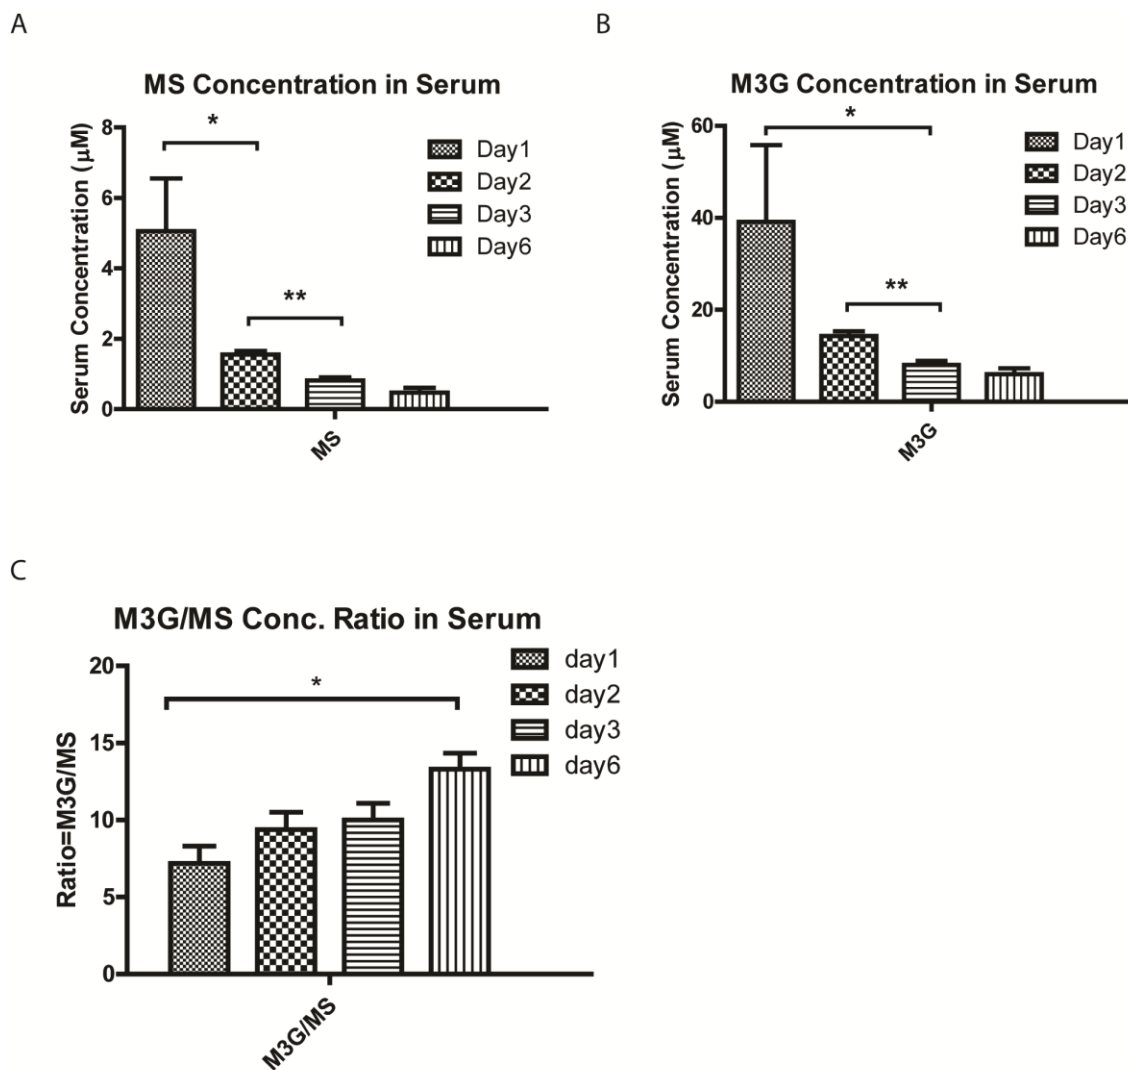 A
MS Concentration in Serum
Serum Concentration (µM)
8
6
4
2
0
*
**
Day1
Day2
Day3
Day6
MS
B
M3G Concentration in Serum
Serum Concentration (µM)
60
40
20
0
*
**
Day1
Day2
Day3
Day6
M3G
C
M3G/MS Conc. Ratio in Serum
Ratio=M3G/MS
20
15
10
5
0
*
day1
day2
day3
day6
M3G/MS